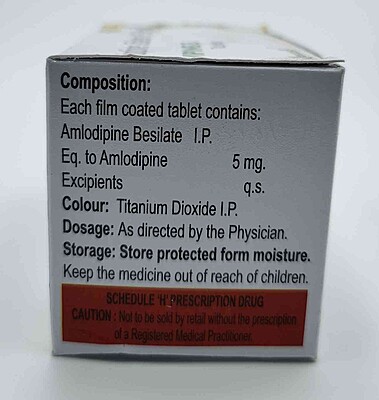 Composition:
Each film coated tablet contains:
Amlodipine Besilate I.P.
Eq. to Amlodipine 5 mg.
Excipients q.s.
Colour: Titanium Dioxide I.P.
Dosage: As directed by the Physician.
Storage: Store protected form moisture.
Keep the medicine out of reach of children.
SCHEDULE 'H' PRESCRIPTION DRUG
CAUTION : Not to be sold by retail without the prescription
of a Registered Medical Practitioner.